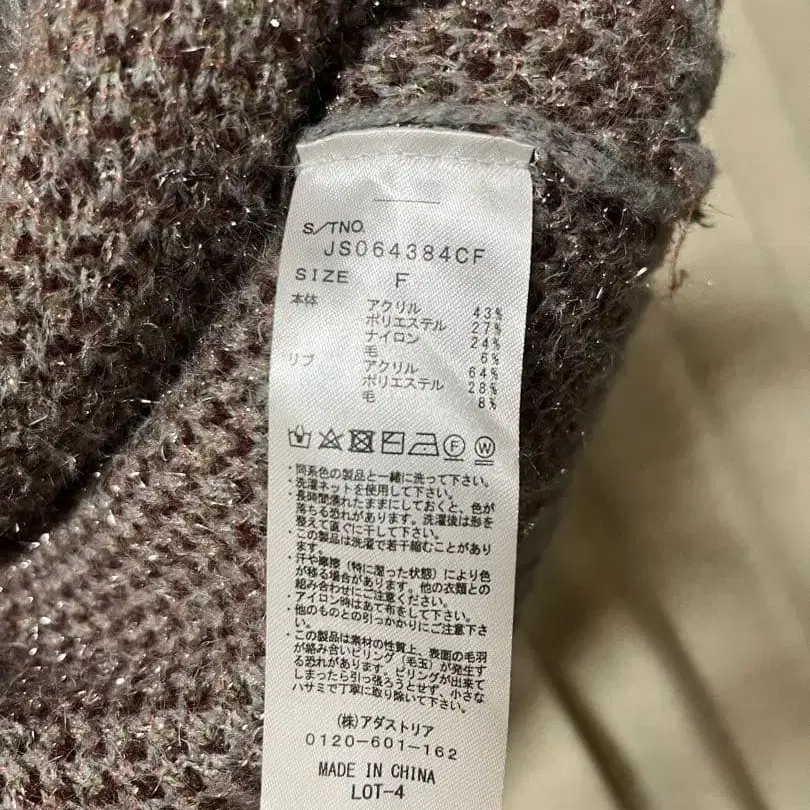 S/TNO.
JS064384CF
SIZE F
本体 アクリル 43%
ポリエステル 27%
ナイロン 24%
毛 6%
リブ アクリル 64%
ポリエステル 28%
毛 8%
F W
・同系色の製品と一緒に洗って下さい。
・洗濯ネットを使用して下さい。
・長時間濡れたままにしておくと、色が
落ちる恐れがあります。洗濯後は形を
整えて直ぐに干して下さい。
・この製品は洗濯で若干縮むことがあり
ます。
・汗や摩擦（特に湿った状態）により色
が移る場合があります。他の衣類との
組み合わせにご注意ください。
・アイロン時はあて布をして下さい。
・他のものとの引っかかりにご注意下さ
い。
・この製品は素材の性質上、表面の毛羽
が絡み合いピリング（毛玉）が発生す
る恐れがあります。ピリングが出来て
しまったら引っ張ろうとせず、小さな
ハサミで丁寧に取り除いて下さい。
(株)アダストリア
0120-601-162
MADE IN CHINA
LOT-4